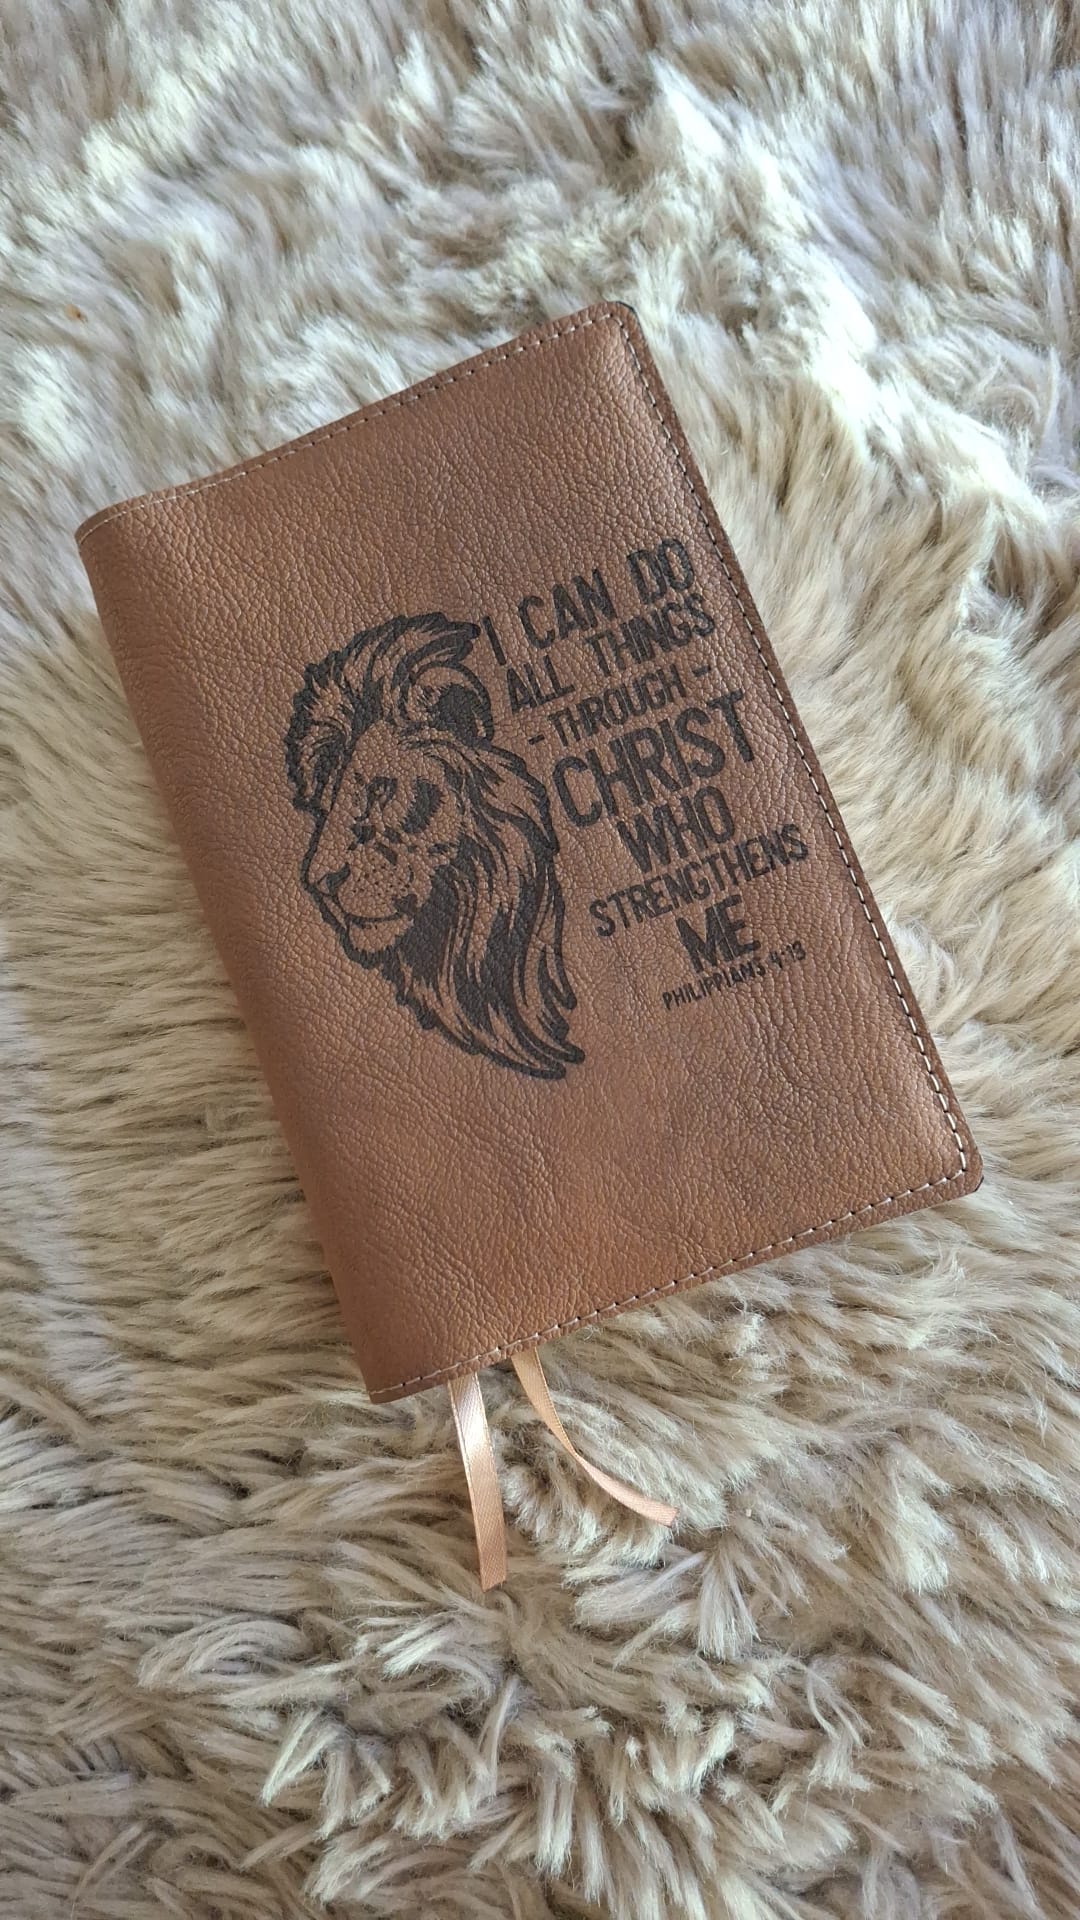 I CAN DO
ALL THINGS
- THROUGH -
CHRIST
WHO
STRENGTHENS
ME
PHILIPPIANS 4:13